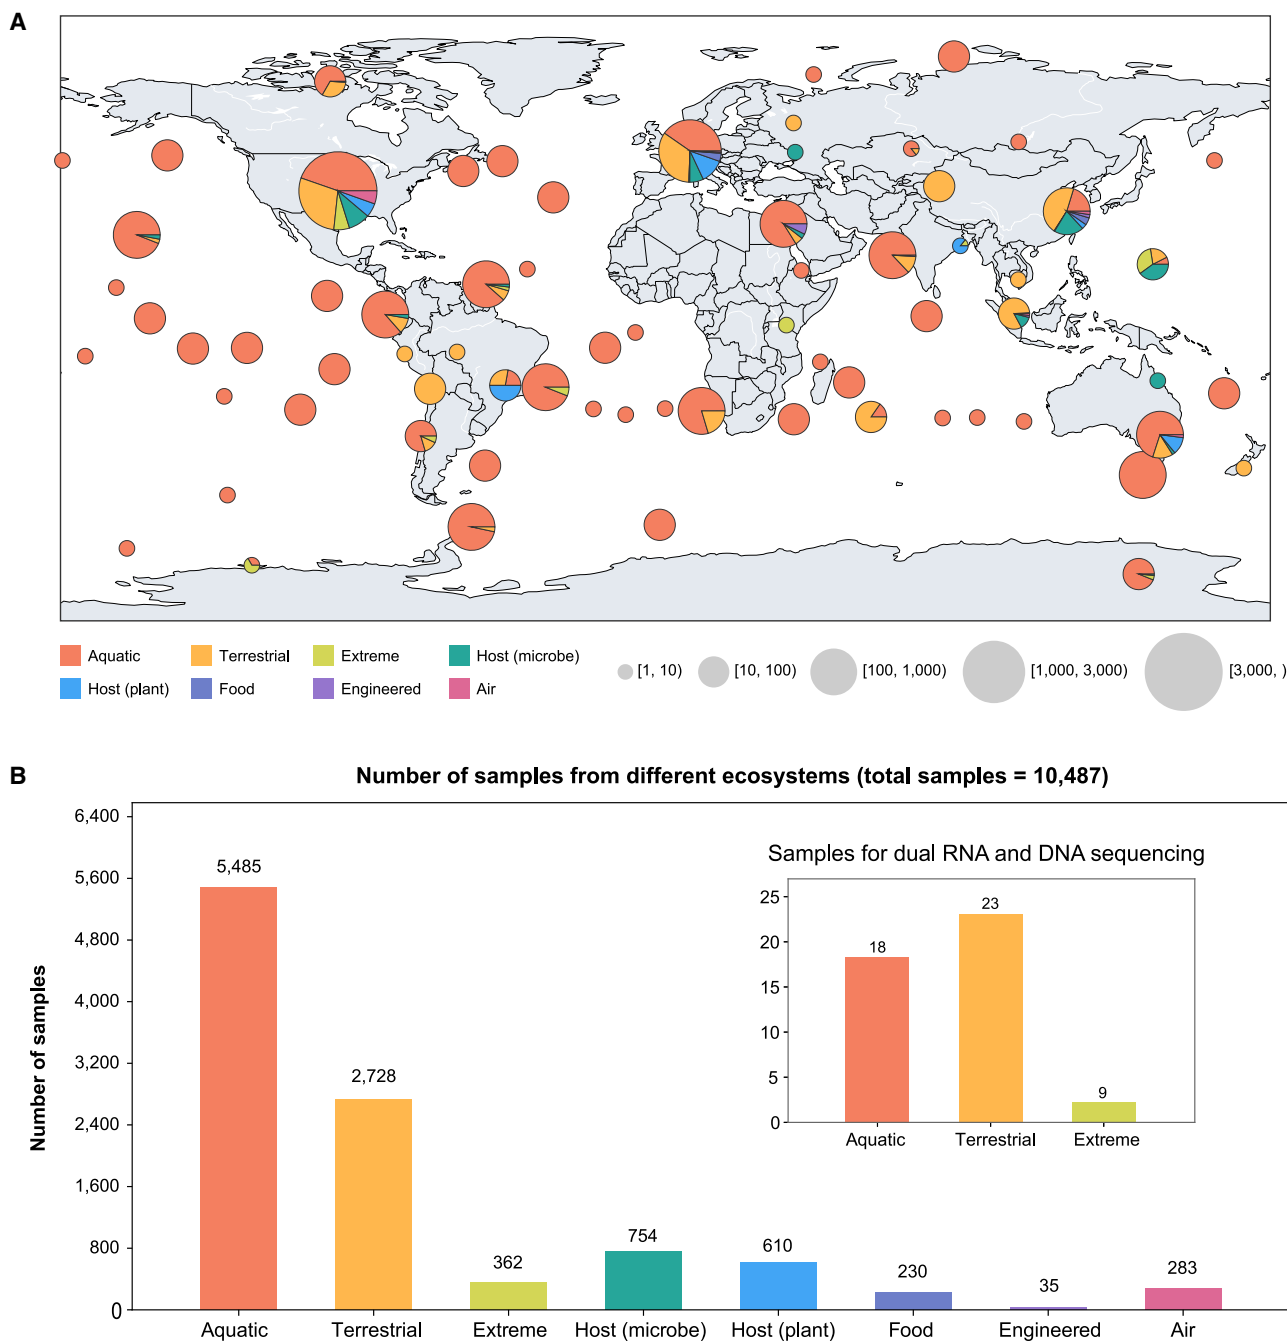 A
Aquatic
Terrestrial
Extreme
Host (microbe)
Host (plant)
Food
Engineered
Air
[1, 10)
[10, 100)
[100, 1,000)
[1,000, 3,000)
[3,000, )
B
Number of samples from different ecosystems (total samples = 10,487)
Number of samples
6,400
5,600
4,800
4,000
3,200
2,400
1,600
800
0
5,485
2,728
362
754
610
230
35
283
Aquatic
Terrestrial
Extreme
Host (microbe)
Host (plant)
Food
Engineered
Air
Samples for dual RNA and DNA sequencing
25
20
15
10
5
0
18
23
9
Aquatic
Terrestrial
Extreme